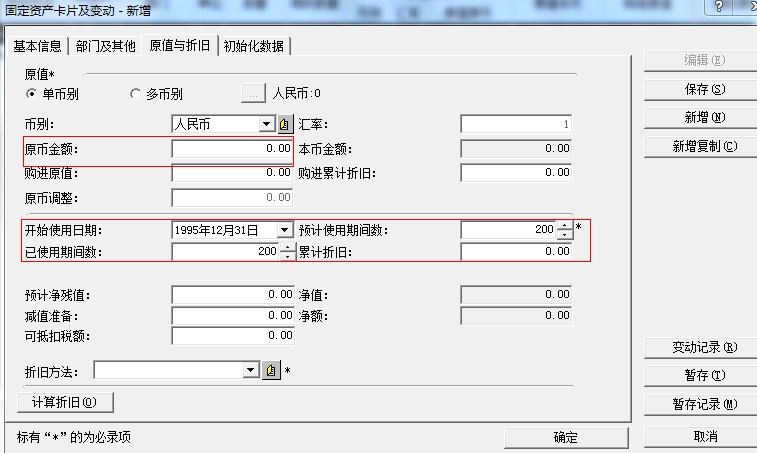 固定资产卡片及变动 - 新增
基本信息 部门及其他 原值与折旧 初始化数据
编辑(E)
保存(S)
新增(N)
新增复制(C)
原值*
单币别 多币别 ... 人民币:0
币别: 人民币 汇率: 1
原币金额: 0.00 本币金额: 0.00
购进原值: 0.00 购进累计折旧: 0.00
原币调整: 0.00
开始使用日期: 1995年12月31日 预计使用期间数: 200 *
已使用期间数: 200 累计折旧: 0.00
预计净残值: 0.00 净值: 0.00
减值准备: 0.00 净额: 0.00
可抵扣税额: 0.00
折旧方法: *
计算折旧(O)
变动记录(R)
暂存(T)
暂存记录(M)
标有“*”的为必录项 确定 取消